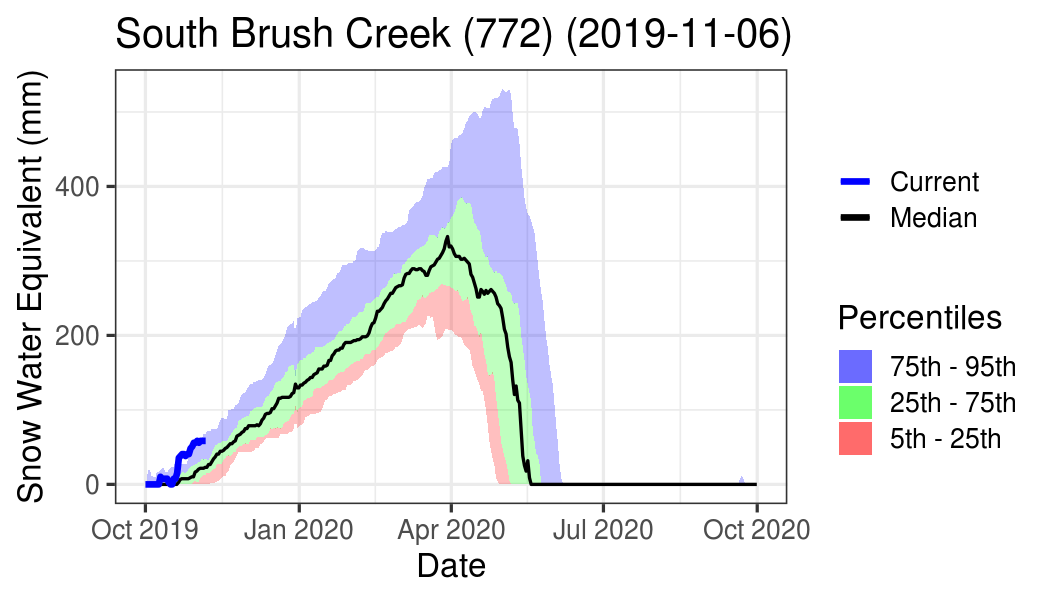 South Brush Creek (772) (2019-11-06)
Snow Water Equivalent (mm)
400
200
0
Oct 2019
Jan 2020
Apr 2020
Jul 2020
Oct 2020
Date
Current
Median
Percentiles
75th - 95th
25th - 75th
5th - 25th